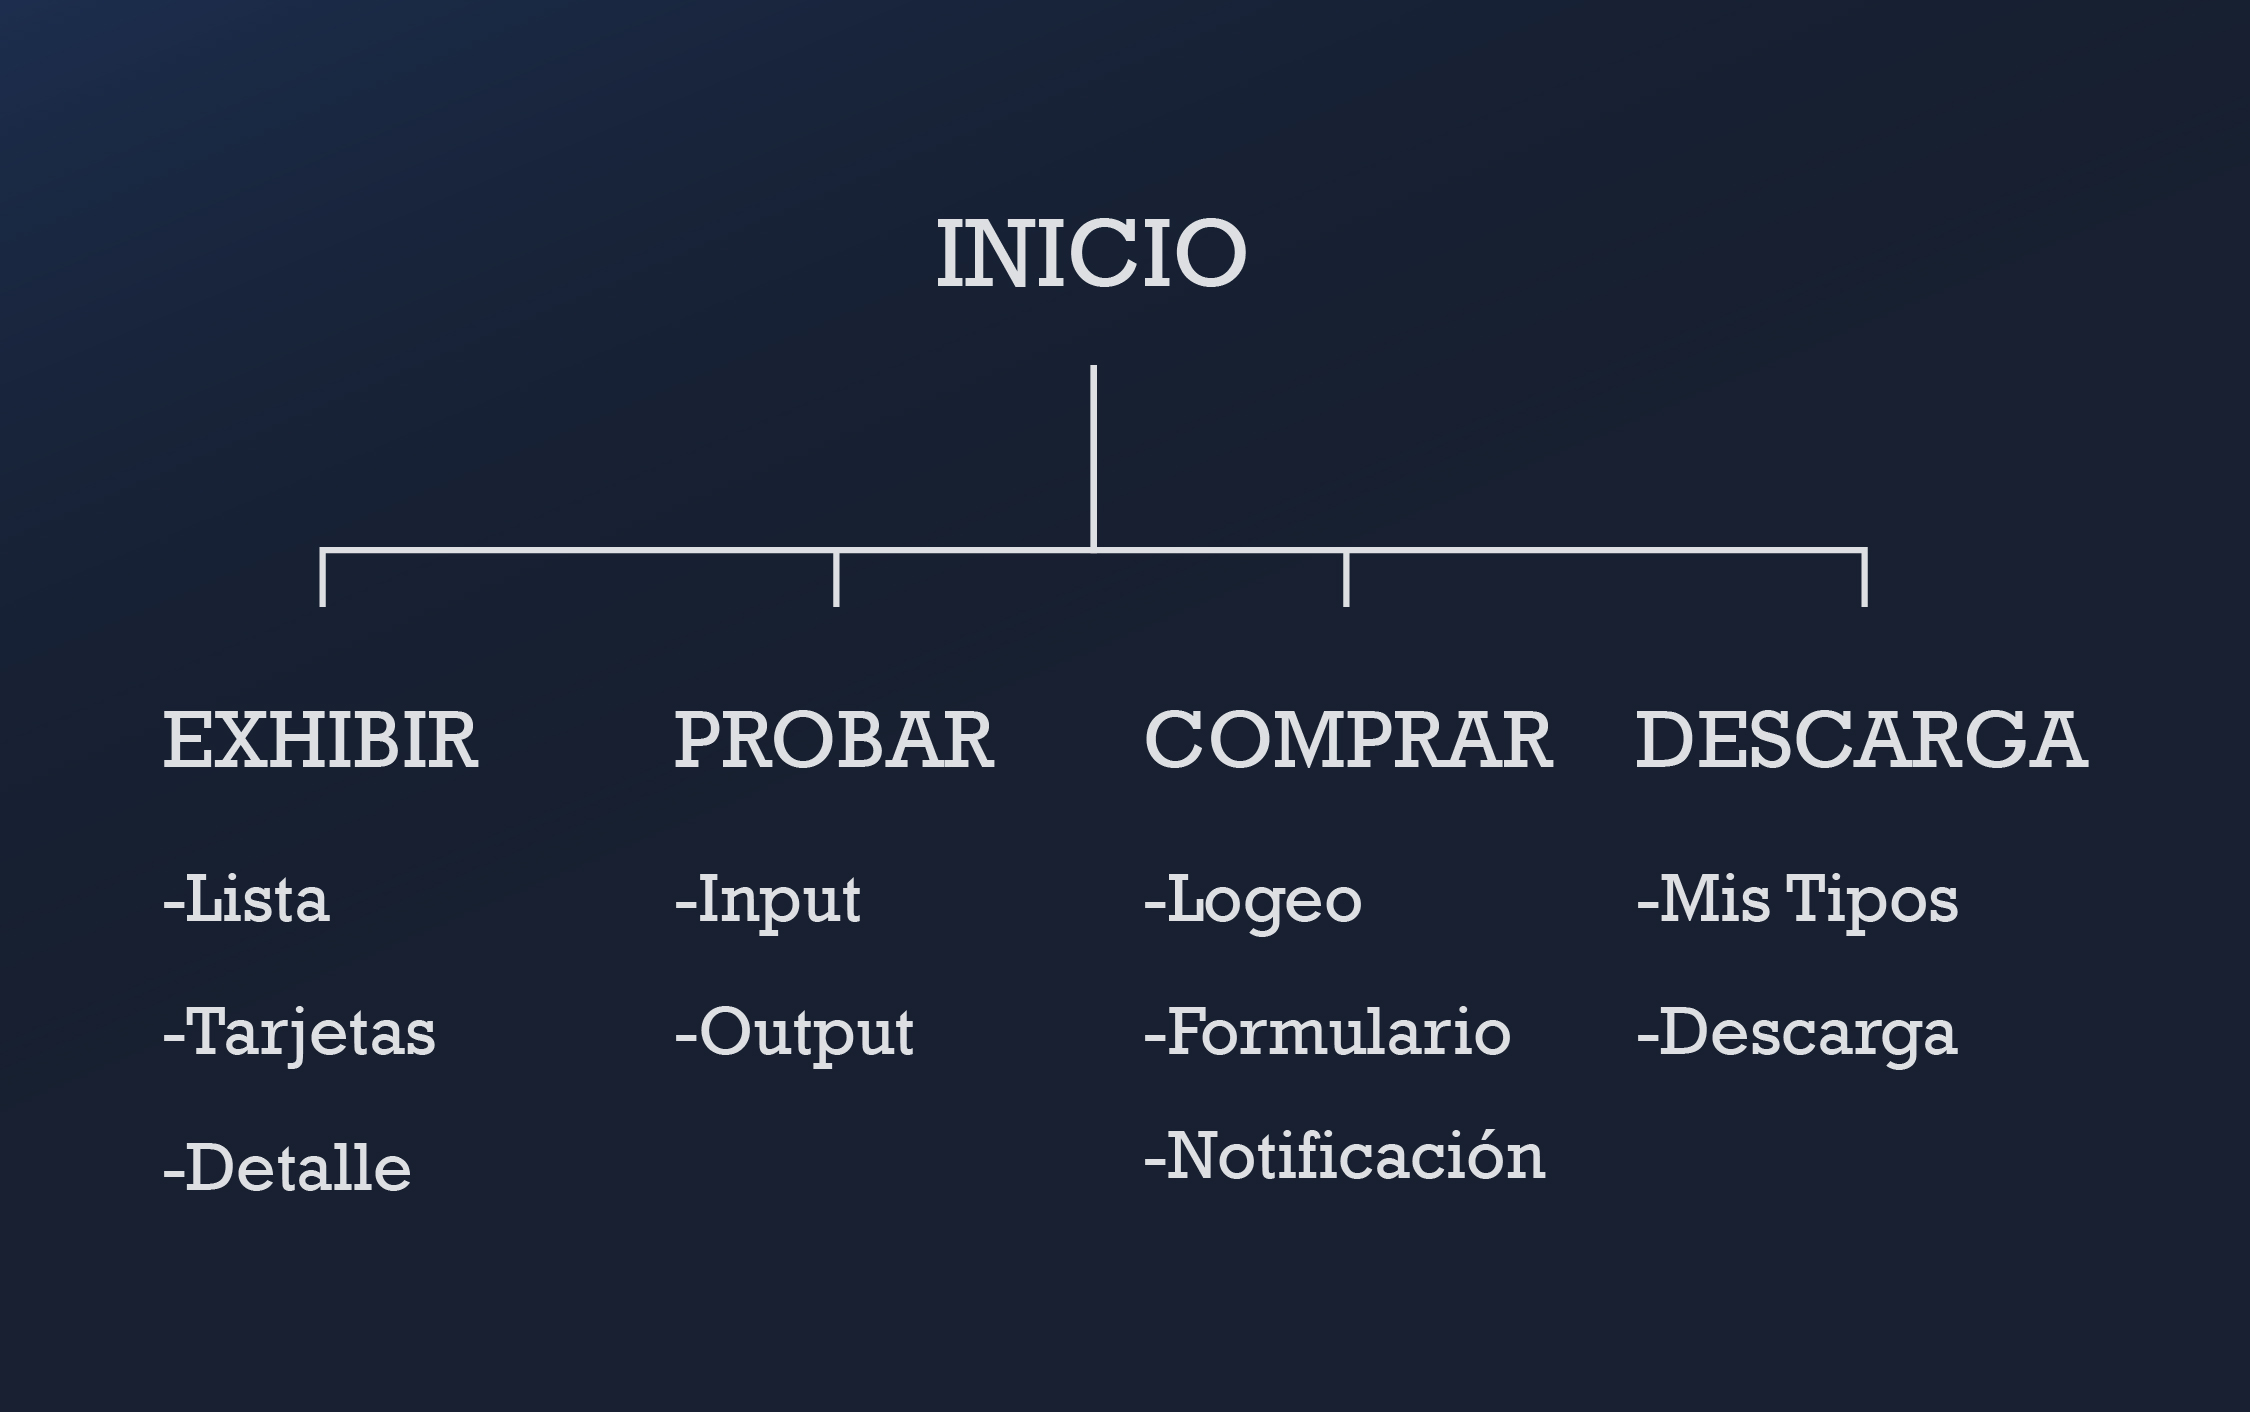 INICIO
EXHIBIR
-Lista
-Tarjetas
-Detalle
PROBAR
-Input
-Output
COMPRAR
-Logeo
-Formulario
-Notificación
DESCARGA
-Mis Tipos
-Descarga